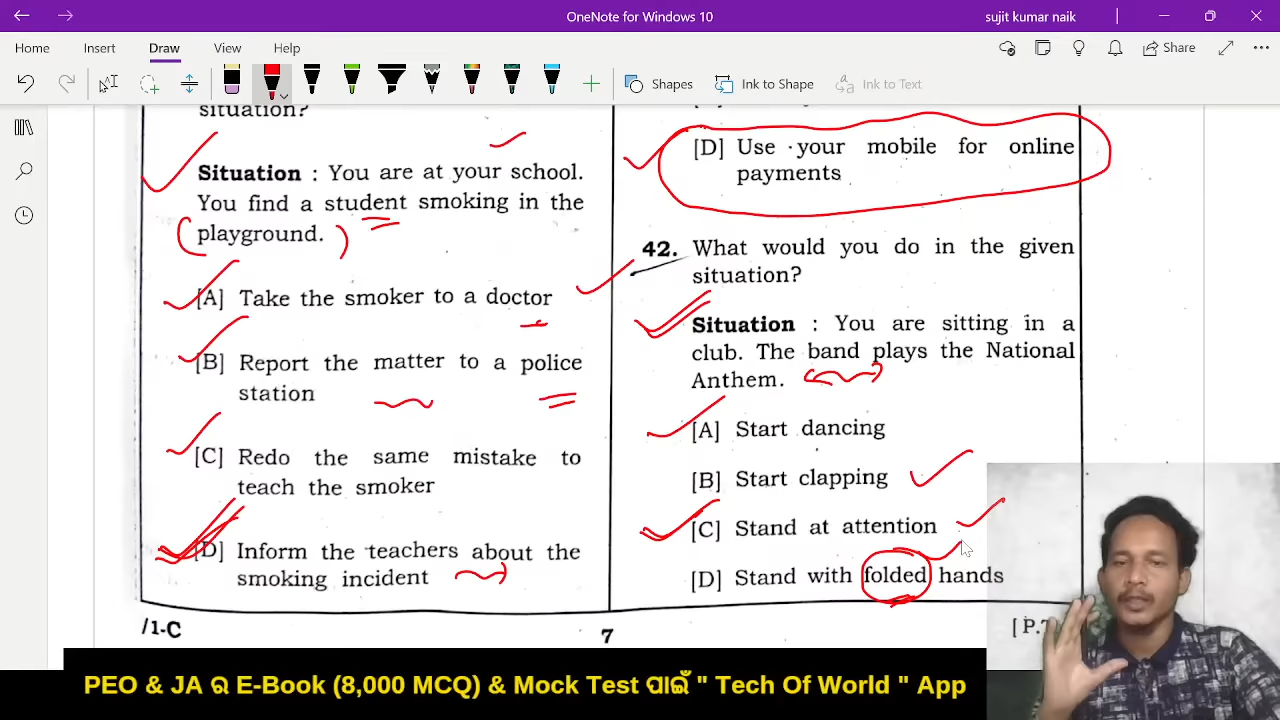 OneNote for Windows 10
sujit kumar naik
Home
Insert
Draw
View
Help
Share
Shapes
Ink to Shape
Ink to Text
situation?
Situation : You are at your school.
You find a student smoking in the
playground.
[A] Take the smoker to a doctor
[B] Report the matter to a police
station
[C] Redo the same mistake to
teach the smoker
[D] Inform the teachers about the
smoking incident
/1-C
7
[D] Use your mobile for online
payments
42. What would you do in the given
situation?
Situation : You are sitting in a
club. The band plays the National
Anthem.
[A] Start dancing
[B] Start clapping
[C] Stand at attention
[D] Stand with folded hands
[ P.T
PEO & JA ର E-Book (8,000 MCQ) & Mock Test ପାଇଁ " Tech Of World " App